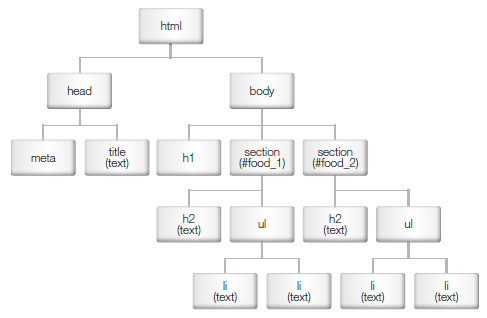 html
head
body
meta
title
(text)
h1
section
(#food_1)
section
(#food_2)
h2
(text)
ul
h2
(text)
ul
li
(text)
li
(text)
li
(text)
li
(text)